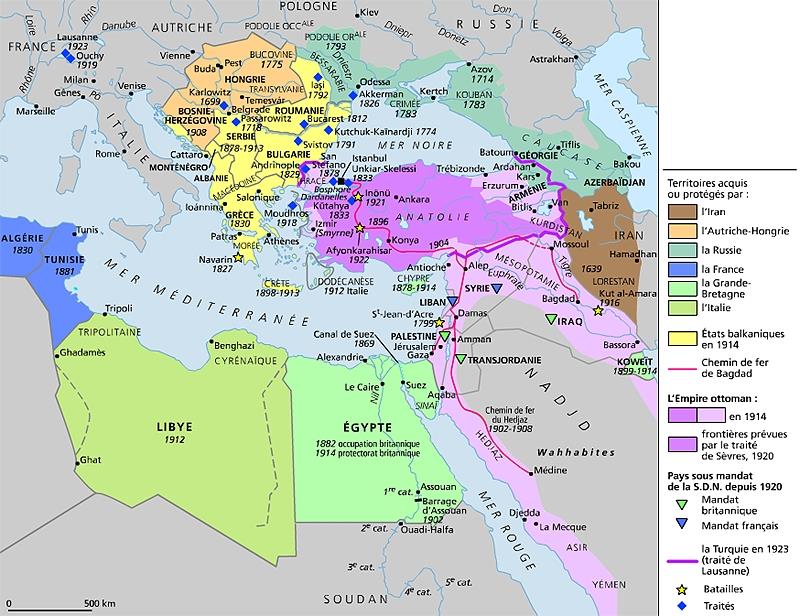 POLOGNE
AUTRICHE
RUSSIE
FRANCE
Loire
Rhin
Rhône
Danube
Dniepr
Dniestr
Donetz
Don
Volga
Kiev
PODOLIE OCCALE
PODOLIE ORALE
1793
Lausanne
1923
Ouchy
1919
Vienne
Milan
Gênes
Venise
Pô
Marseille
ITALIE
Rome
Buda
Pest
HONGRIE
BUCOVINE
1775
BESSARABIE
TRANSYLVANIE
Iaşi
1792
Odessa
Akkerman
1826
CRIMÉE
1783
Kertch
Azov
1714
KOUBAN
1783
Astrakhan
MER CASPIENNE
Karlowitz
1699
Temesvár
Belgrade
Passarowitz
1718
BOSNIE-
HERZÉGOVINE
1908
ROUMANIE
Bucarest 1812
Kutchuk-Kaïnardji 1774
SERBIE
1878-1913
Svistov 1791
MER NOIRE
BULGARIE
Cattaro
MONTÉNÉGRO
ALBANIE
MACÉDOINE
Andrinople
1829
San
Stefano
1878
THRACE
Istanbul
Unkiar-Skelessi
1833
Bosphore
Dardanelles
Salonique
Ioánnina
GRÈCE
1830
Moudhros
1918
Kütahya
1833
Inönü
1921
Ankara
ANATOLIE
Izmir
(Smyrne)
1896
Konya
1904
Afyonkarahisar
1922
Patras
MORÉE
Athènes
Navarin
1827
CRÈTE
1898-1913
DODÉCANÈSE
1912 Italie
CHYPRE
1878-1914
Trébizonde
Batoum
GÉORGIE
Tiflis
CAUCASE
Ardahan
Kars
Erzurum
ARMÉNIE
Bitlis
Van
AZERBAÏDJAN
Bakou
KURDISTAN
Tabriz
IRAN
Hamadhan
1639
LORESTAN
Kut al-Amara
1916
Mossoul
Tigre
MÉSOPOTAMIE
Euphrate
Bagdad
IRAQ
Bassora
KOWEÏT
1899-1914
Antioche
Alep
SYRIE
LIBAN
Damas
St-Jean-d'Acre
1799
PALESTINE
Jérusalem
Gaza
Amman
TRANSJORDANIE
Aqaba
Canal de Suez
1869
ALGÉRIE
1830
TUNISIE
1881
Tunis
MER MÉDITERRANÉE
Tripoli
TRIPOLITAINE
Ghadamès
Benghazi
CYRÉNAÏQUE
LIBYE
1912
Ghat
Alexandrie
Le Caire
Nil
Suez
SINAÏ
ÉGYPTE
1882 occupation britannique
1914 protectorat britannique
Assouan
1re cat.
Barrage
d'Assouan
1902
2e cat.
Ouadi-Halfa
3e cat.
4e cat.
5e cat.
SOUDAN
MER ROUGE
NADJD
Wahhabites
Chemin de fer
du Hedjaz
1902-1908
HEDJAZ
Médine
Djedda
La Mecque
ASIR
YÉMEN
0 500 km
Territoires acquis
ou protégés par :
l'Iran
l'Autriche-Hongrie
la Russie
la France
la Grande-
Bretagne
l'Italie
États balkaniques
en 1914
Chemin de fer
de Bagdad
L'Empire ottoman :
en 1914
frontières prévues
par le traité
de Sèvres, 1920
Pays sous mandat
de la S.D.N. depuis 1920
Mandat
britannique
Mandat français
la Turquie en 1923
(traité de
Lausanne)
Batailles
Traités